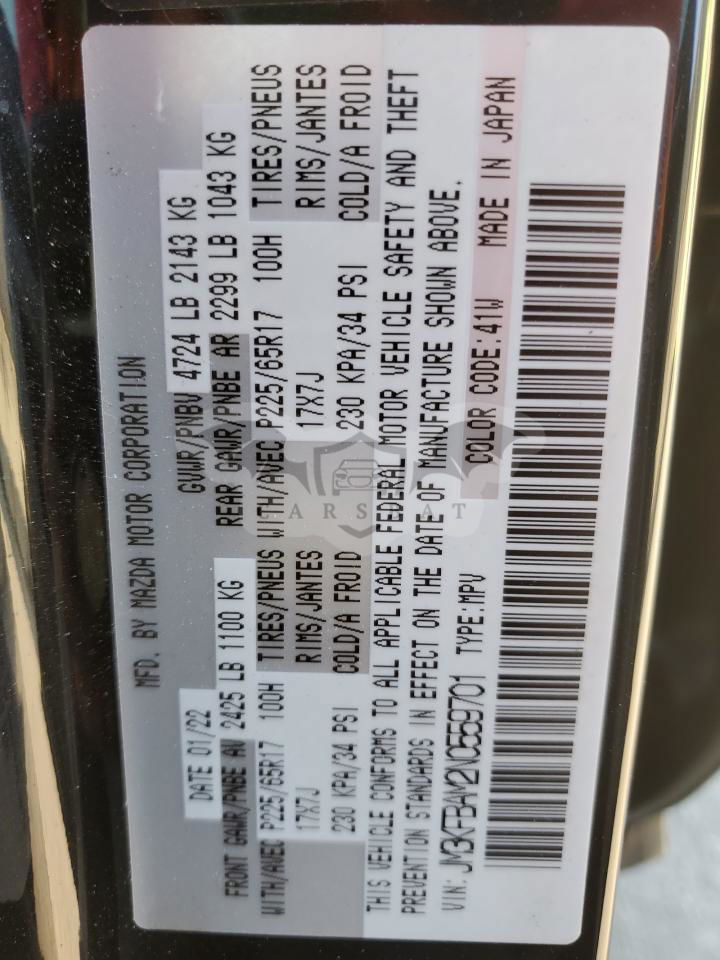 MFD. BY MAZDA MOTOR CORPORATION
DATE 01/22 GVWR/PNBV 4724 LB 2143 KG
FRONT GAWR/PNBE AV 2425 LB 1100 KG REAR GAWR/PNBE AR 2299 LB 1043 KG
WITH/AVEC P225/65R17 100H TIRES/PNEUS WITH/AVEC P225/65R17 100H TIRES/PNEUS
17X7J RIMS/JANTES 17X7J RIMS/JANTES
230 KPA/34 PSI COLD/A FROID 230 KPA/34 PSI COLD/A FROID
THIS VEHICLE CONFORMS TO ALL APPLICABLE FEDERAL MOTOR VEHICLE SAFETY AND THEFT
PREVENTION STANDARDS IN EFFECT ON THE DATE OF MANUFACTURE SHOWN ABOVE.
VIN: JM3KFBAM2N0559701 TYPE:MPV COLOR CODE:41W MADE IN JAPAN
CARSBAT